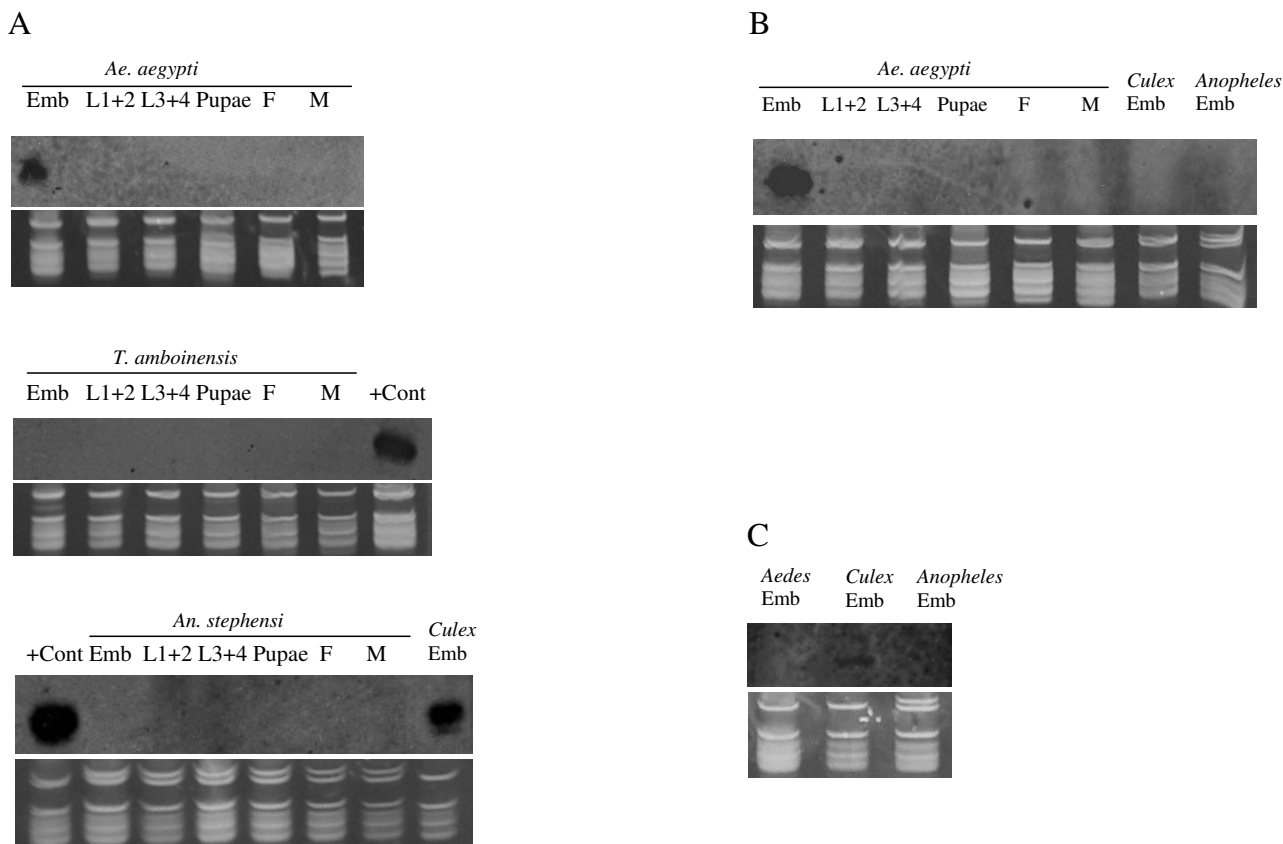 A
Ae. aegypti
Emb L1+2 L3+4 Pupae F M
T. amboinensis
Emb L1+2 L3+4 Pupae F M +Cont
An. stephensi
Culex
+Cont Emb L1+2 L3+4 Pupae F M Emb
B
Ae. aegypti Culex Anopheles
Emb L1+2 L3+4 Pupae F M Emb Emb
C
Aedes Culex Anopheles
Emb Emb Emb